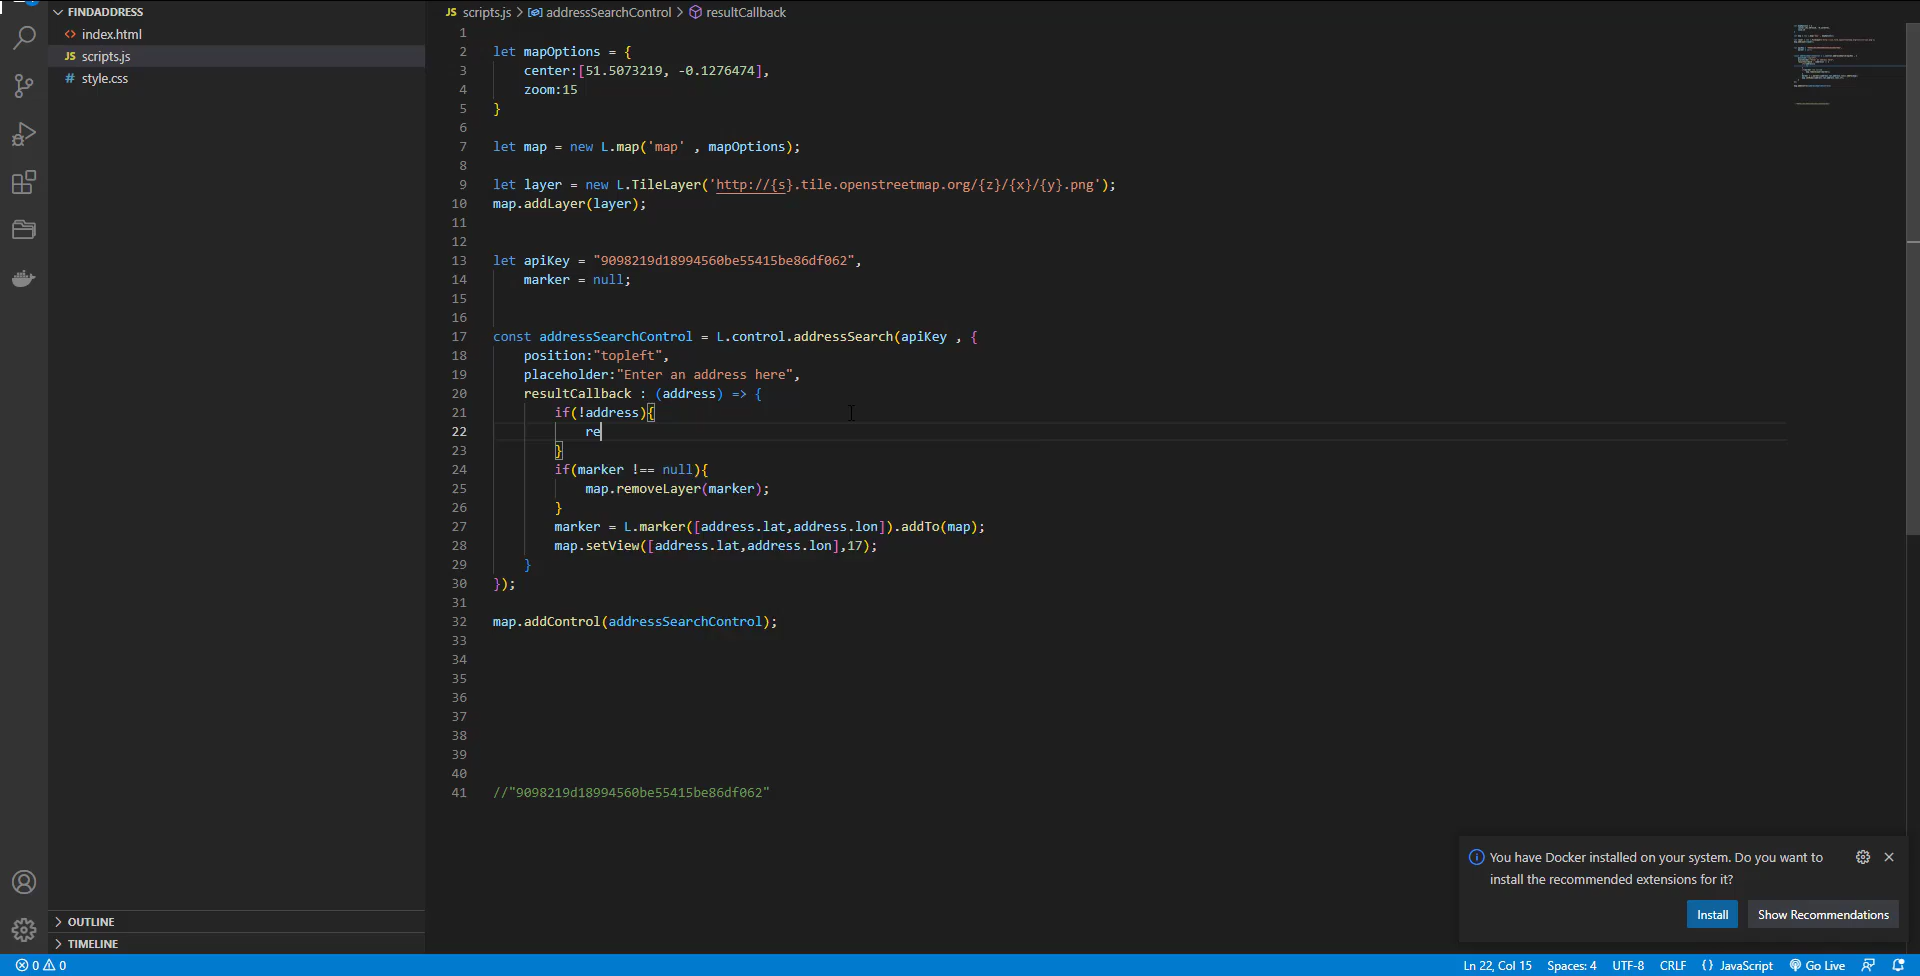 FINDADDRESS
index.html
JS scripts.js
# style.css
OUTLINE
TIMELINE
JS scripts.js > addressSearchControl > resultCallback
1
2 let mapOptions = {
3 center:[51.5073219, -0.1276474],
4 zoom:15
5 }
6
7 let map = new L.map('map' , mapOptions);
8
9 let layer = new L.TileLayer('http://{s}.tile.openstreetmap.org/{z}/{x}/{y}.png');
10 map.addLayer(layer);
11
12
13 let apiKey = "9098219d18994560be55415be86df062",
14 marker = null;
15
16
17 const addressSearchControl = L.control.addressSearch(apiKey , {
18 position:"topleft",
19 placeholder:"Enter an address here",
20 resultCallback : (address) => {
21 if(!address){
22 re
23 }
24 if(marker !== null){
25 map.removeLayer(marker);
26 }
27 marker = L.marker([address.lat,address.lon]).addTo(map);
28 map.setView([address.lat,address.lon],17);
29 }
30 });
31
32 map.addControl(addressSearchControl);
33
34
35
36
37
38
39
40
41 //"9098219d18994560be55415be86df062"
You have Docker installed on your system. Do you want to
install the recommended extensions for it?
Install Show Recommendations
0 0 Ln 22, Col 15 Spaces: 4 UTF-8 CRLF {} JavaScript Go Live